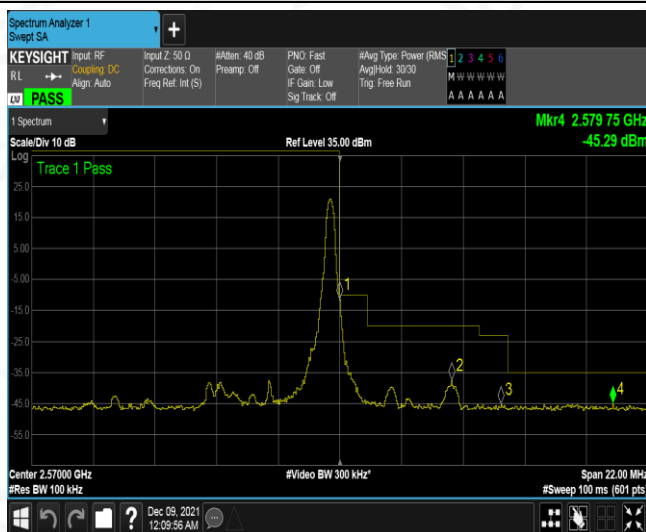 Spectrum Analyzer 1
Swept SA
KEYSIGHT
RL
LXI PASS
Input: RF
Coupling: DC
Align: Auto
Input Z: 50 Ω
Corrections: On
Freq Ref: Int (S)
#Atten: 40 dB
Preamp: Off
PNO: Fast
Gate: Off
IF Gain: Low
Sig Track: Off
#Avg Type: Power (RMS
Avg|Hold: 30/30
Trig: Free Run
1 2 3 4 5 6
M W W W W W
A A A A A A
1 Spectrum
Mkr4 2.579 75 GHz
Scale/Div 10 dB
Ref Level 35.00 dBm
-45.29 dBm
Log
Trace 1 Pass
25.0
15.0
5.00
-5.00
1
-15.0
-25.0
2
-35.0
3
4
-45.0
-55.0
Center 2.57000 GHz
#Video BW 300 kHz*
Span 22.00 MHz
#Res BW 100 kHz
#Sweep 100 ms (601 pts)
?
Dec 09, 2021
12:09:56 AM